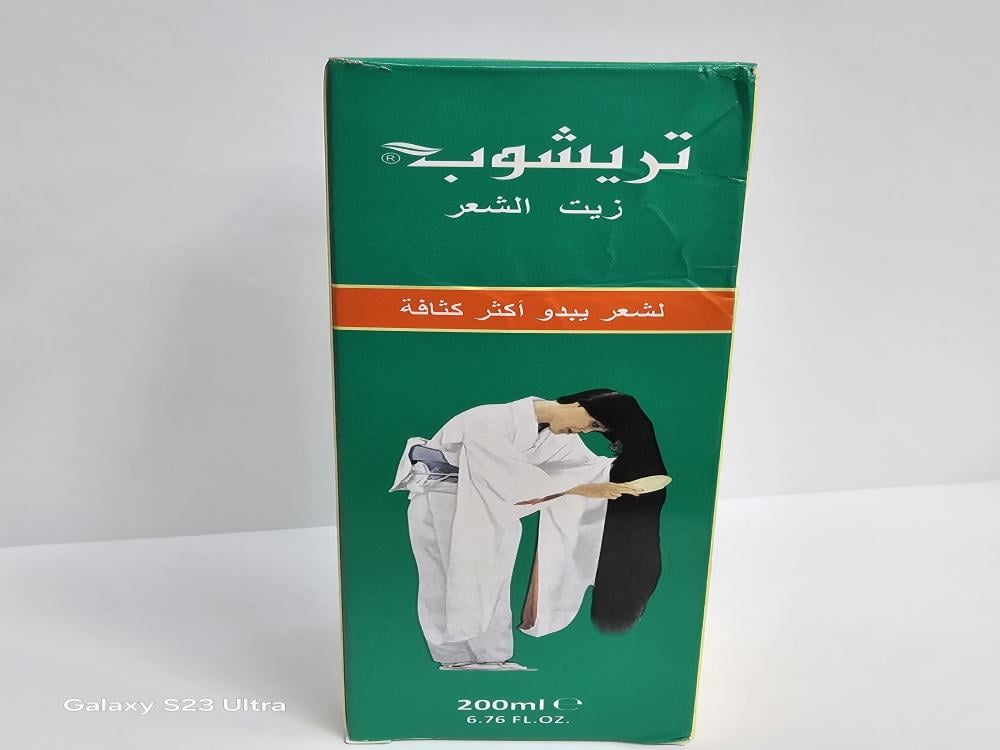 تريشوب ®
زيت الشعر
لشعر يبدو أكثر كثافة
200ml ℮
6.76 FL.OZ.
Galaxy S23 Ultra